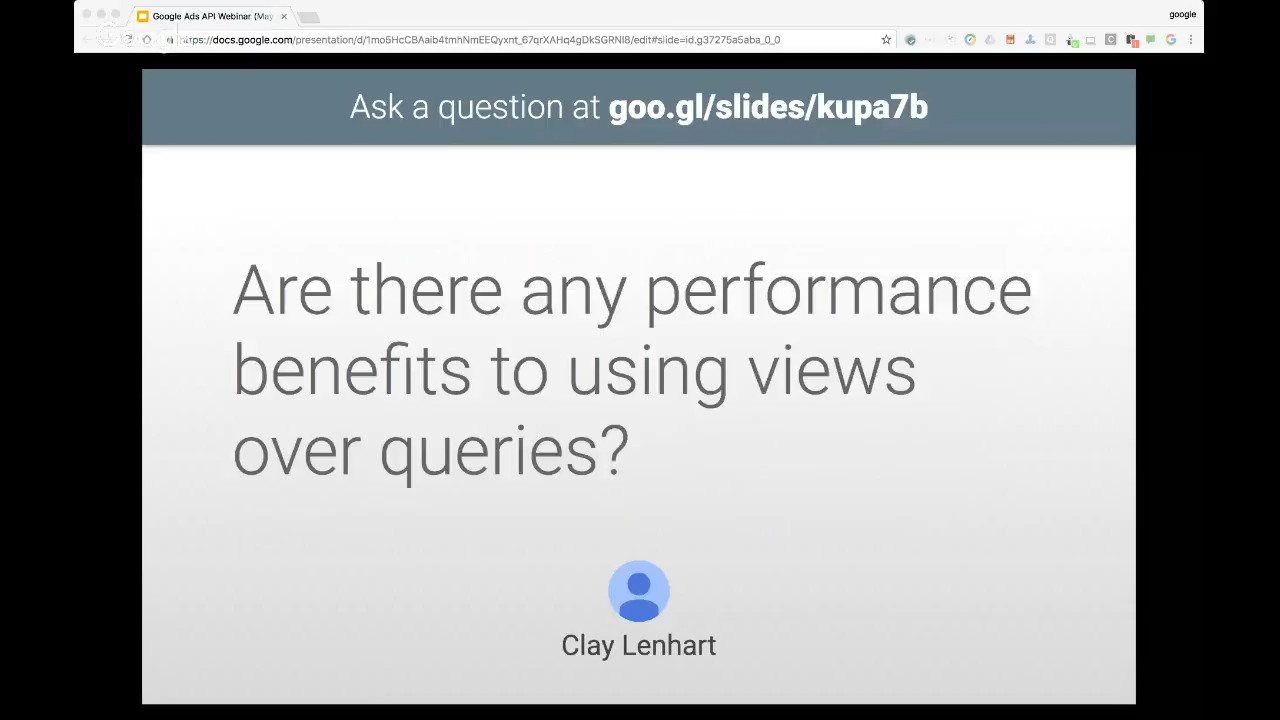 Google Ads API Webinar (May
google
https://docs.google.com/presentation/d/1mo5HcCBAaib4tmhNmEEQyxnt_67qrXAHq4gDkSGRNI8/edit#slide=id.g37275a5aba_0_0
Ask a question at goo.gl/slides/kupa7b
Are there any performance
benefits to using views
over queries?
Clay Lenhart